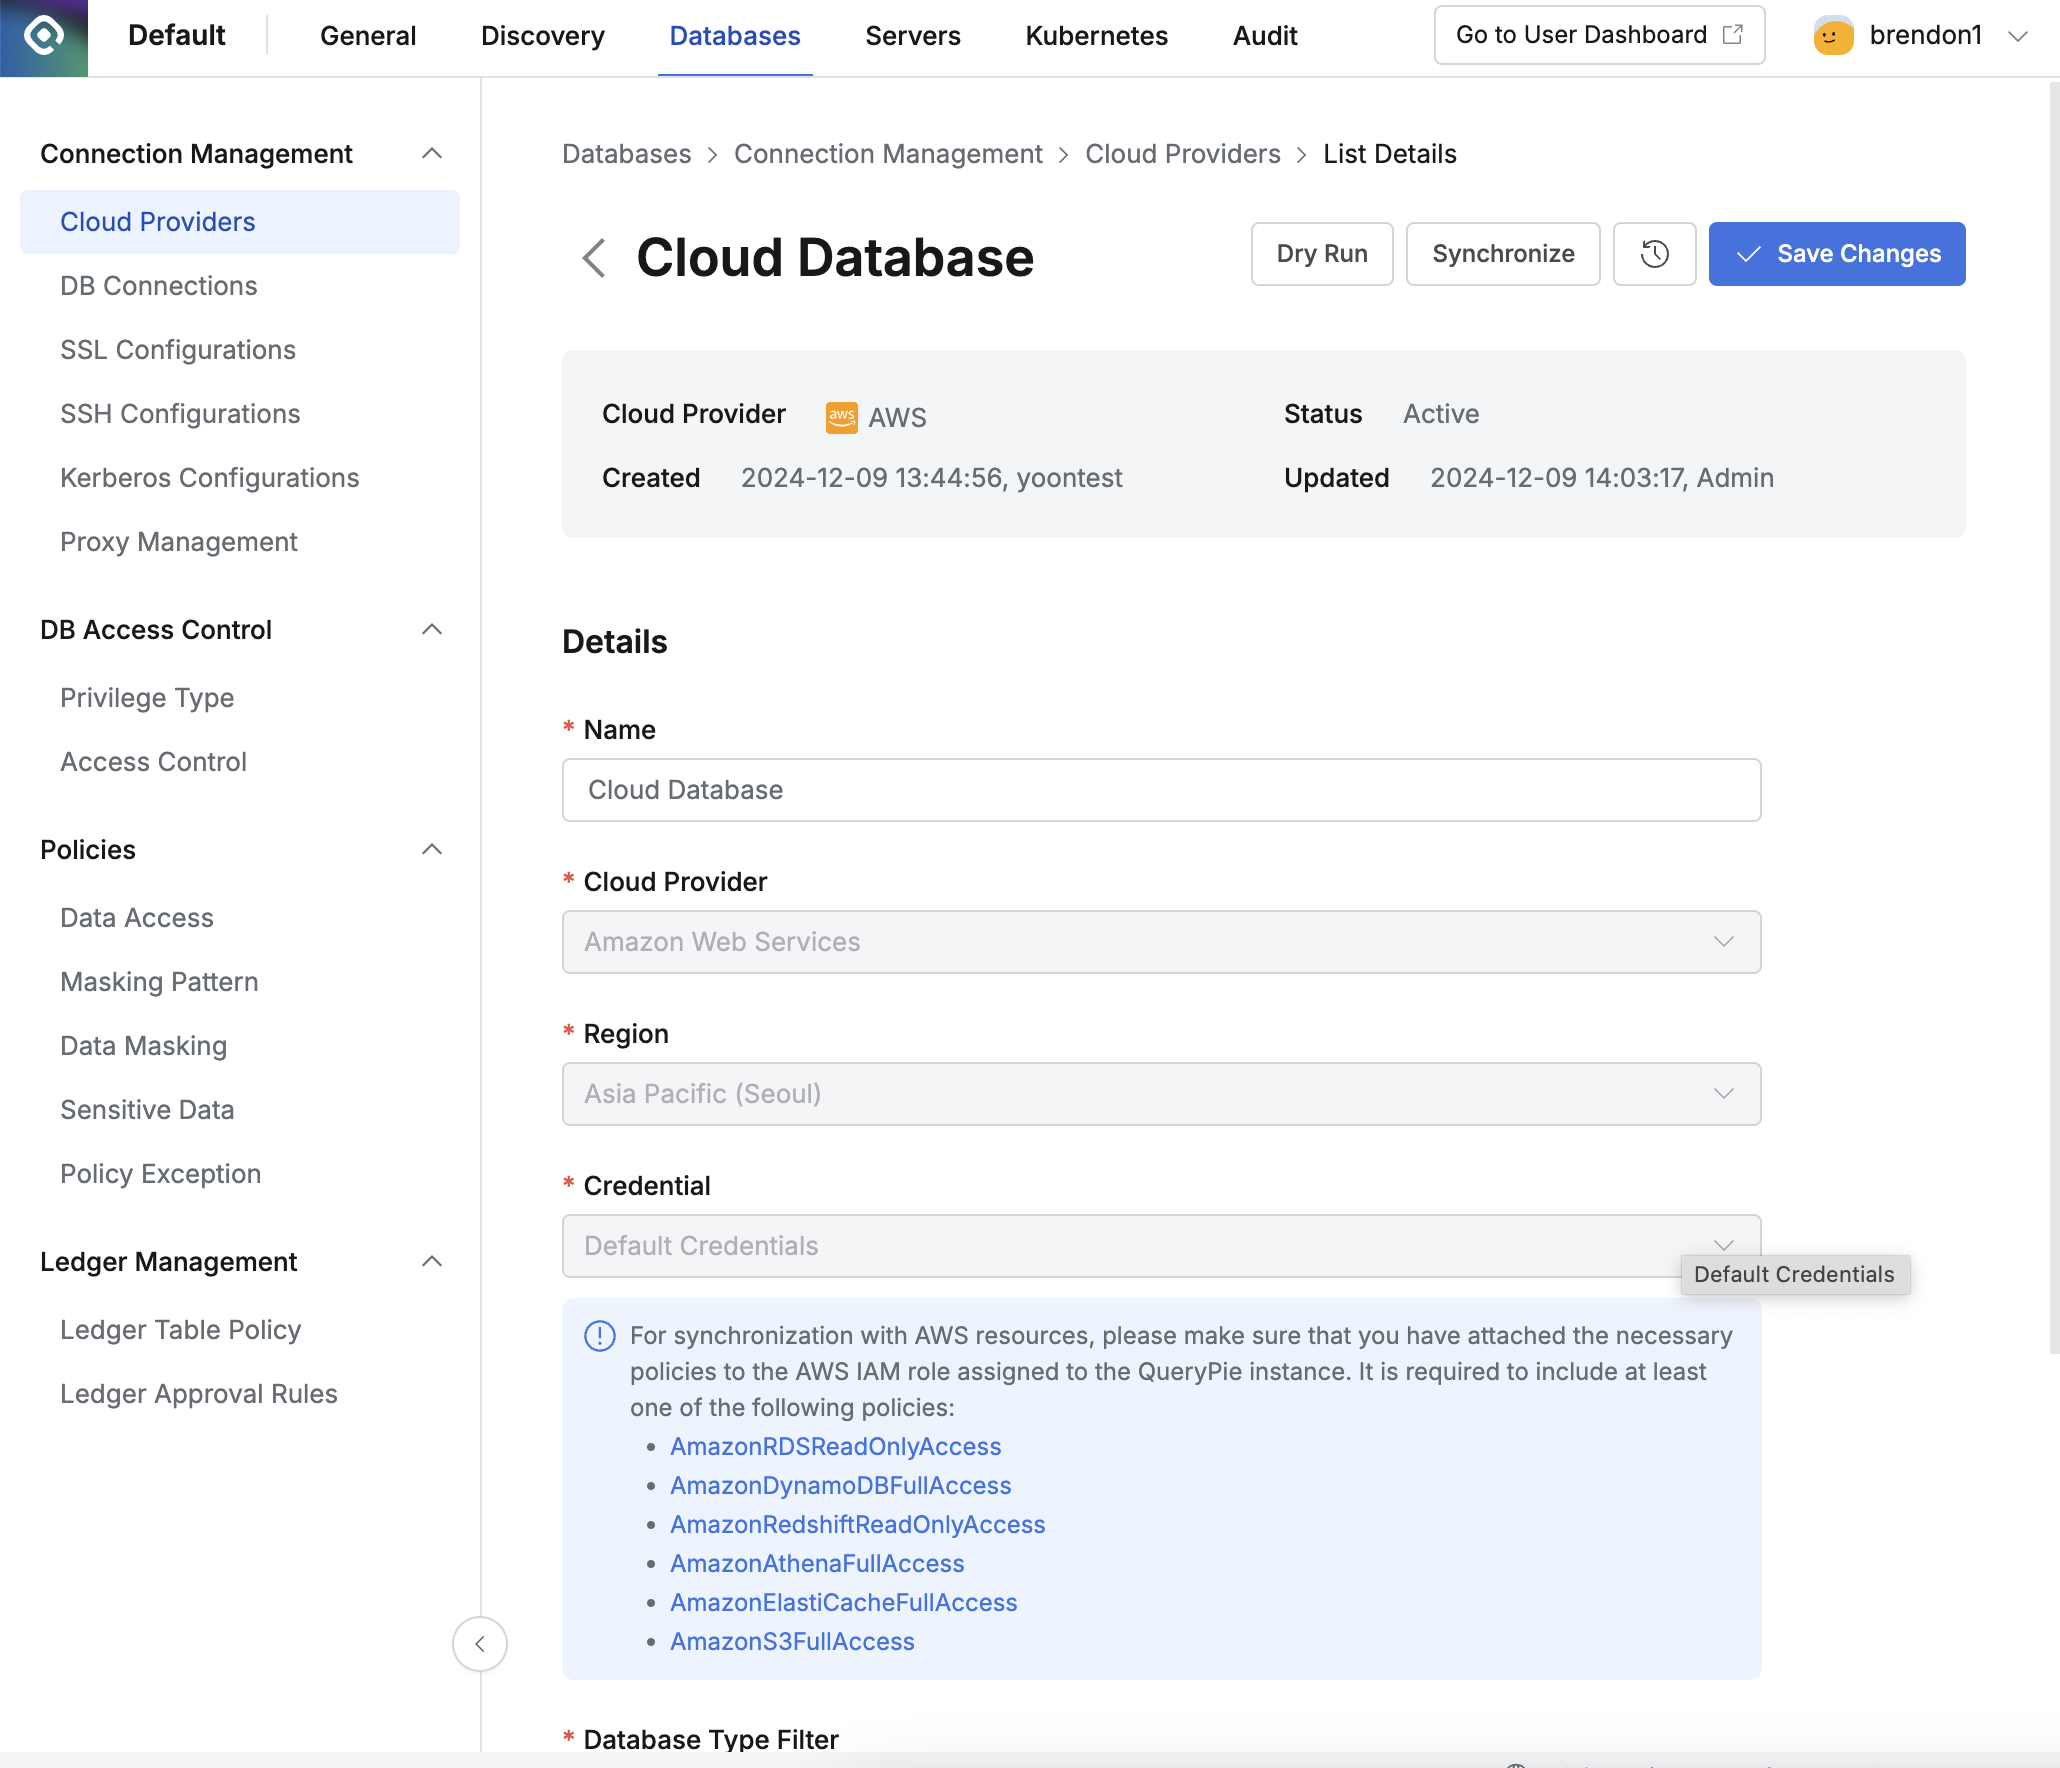 Default
General
Discovery
Databases
Servers
Kubernetes
Audit
Go to User Dashboard
brendon1
Connection Management
Cloud Providers
DB Connections
SSL Configurations
SSH Configurations
Kerberos Configurations
Proxy Management
DB Access Control
Privilege Type
Access Control
Policies
Data Access
Masking Pattern
Data Masking
Sensitive Data
Policy Exception
Ledger Management
Ledger Table Policy
Ledger Approval Rules
Databases > Connection Management > Cloud Providers > List Details
Cloud Database
Dry Run
Synchronize
Save Changes
Cloud Provider aws AWS
Status Active
Created 2024-12-09 13:44:56, yoontest
Updated 2024-12-09 14:03:17, Admin
Details
* Name
Cloud Database
* Cloud Provider
Amazon Web Services
* Region
Asia Pacific (Seoul)
* Credential
Default Credentials
Default Credentials
For synchronization with AWS resources, please make sure that you have attached the necessary
policies to the AWS IAM role assigned to the QueryPie instance. It is required to include at least
one of the following policies:
• AmazonRDSReadOnlyAccess
• AmazonDynamoDBFullAccess
• AmazonRedshiftReadOnlyAccess
• AmazonAthenaFullAccess
• AmazonElastiCacheFullAccess
• AmazonS3FullAccess
* Database Type Filter